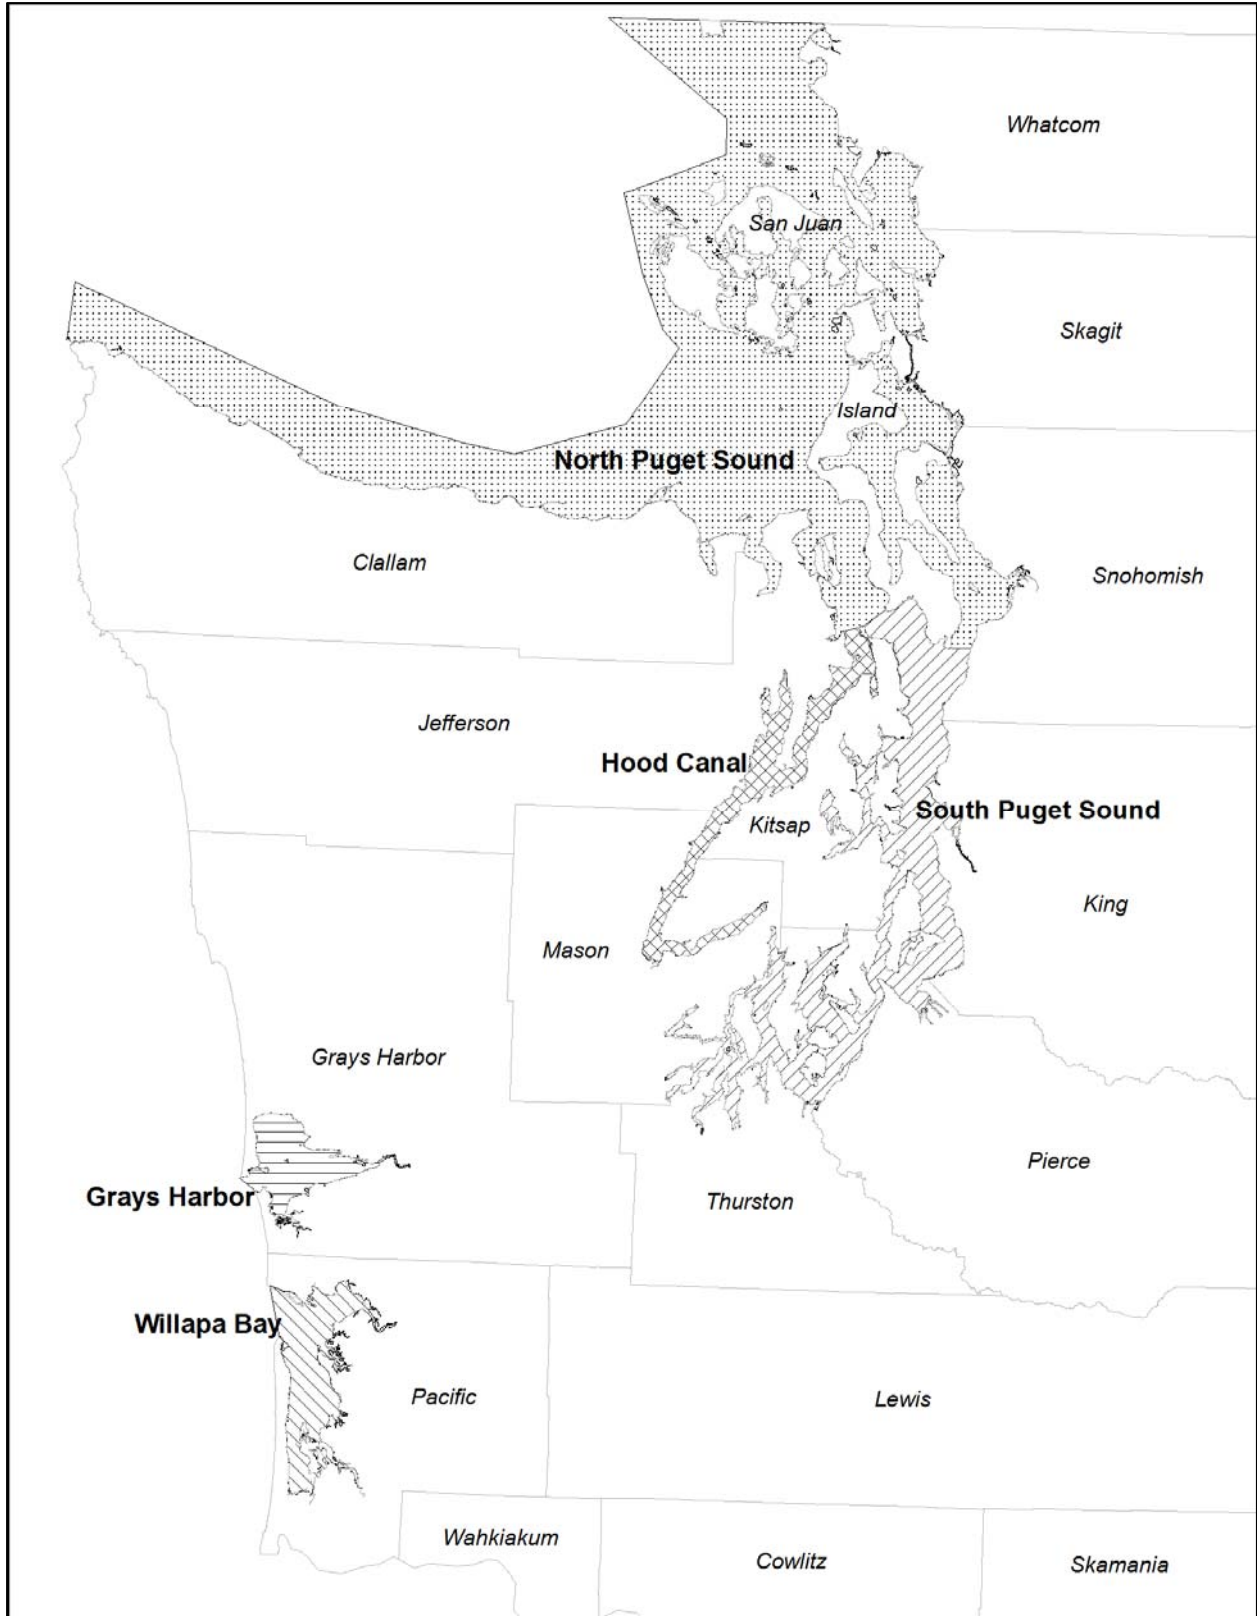 Whatcom
San Juan
Skagit
Island
North Puget Sound
Clallam
Snohomish
Jefferson
Hood Canal
South Puget Sound
Kitsap
King
Mason
Grays Harbor
Pierce
Grays Harbor
Thurston
Willapa Bay
Pacific
Lewis
Wahkiakum
Cowlitz
Skamania